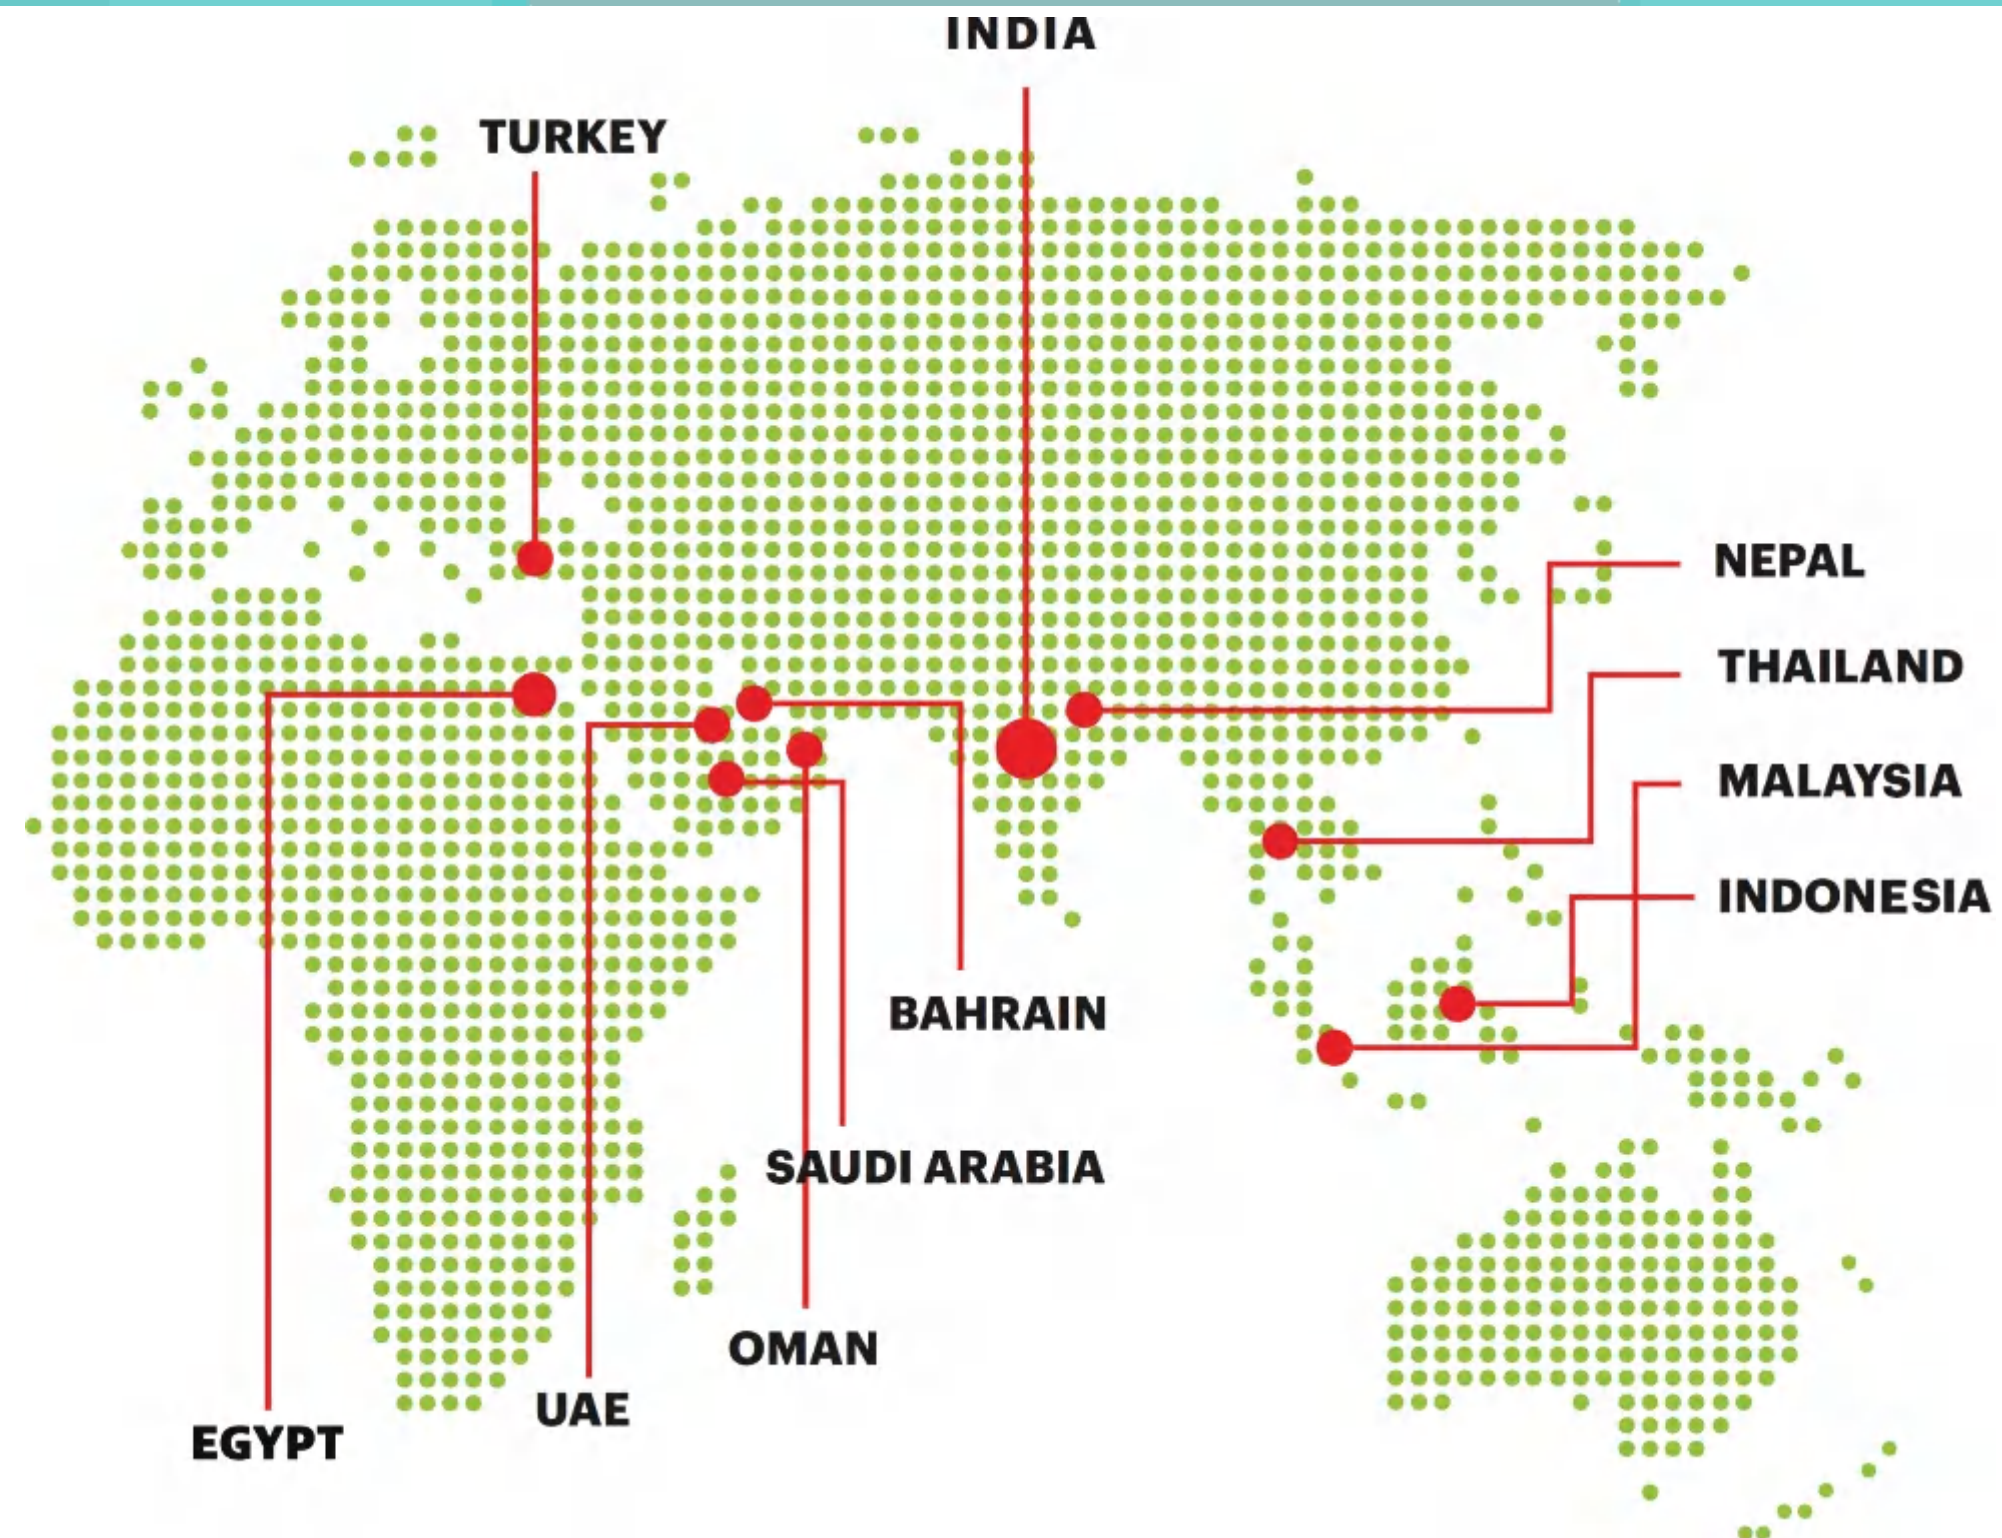 INDIA
TURKEY
NEPAL
THAILAND
MALAYSIA
INDONESIA
BAHRAIN
SAUDI ARABIA
OMAN
UAE
EGYPT